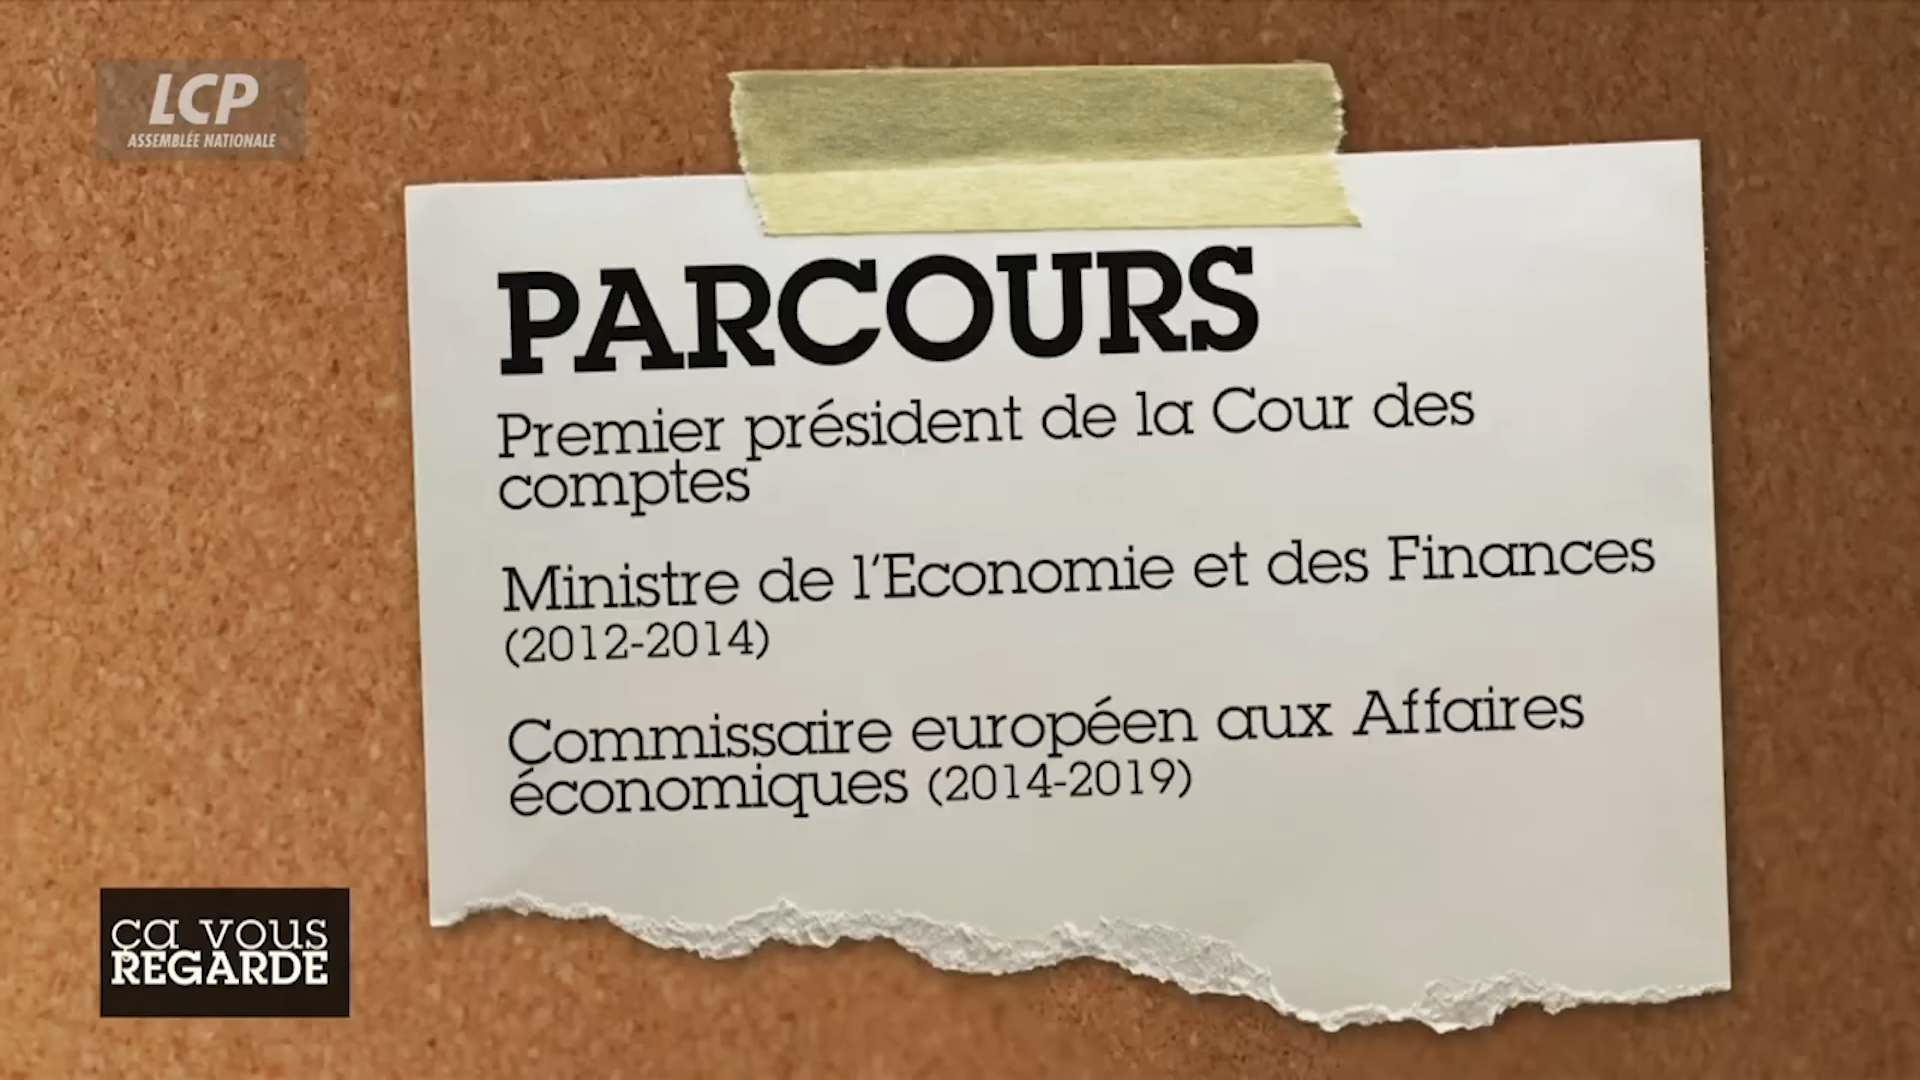 LCP
ASSEMBLÉE NATIONALE
PARCOURS
Premier président de la Cour des
comptes
Ministre de l'Economie et des Finances
(2012-2014)
Commissaire européen aux Affaires
économiques (2014-2019)
ça vous
REGARDE